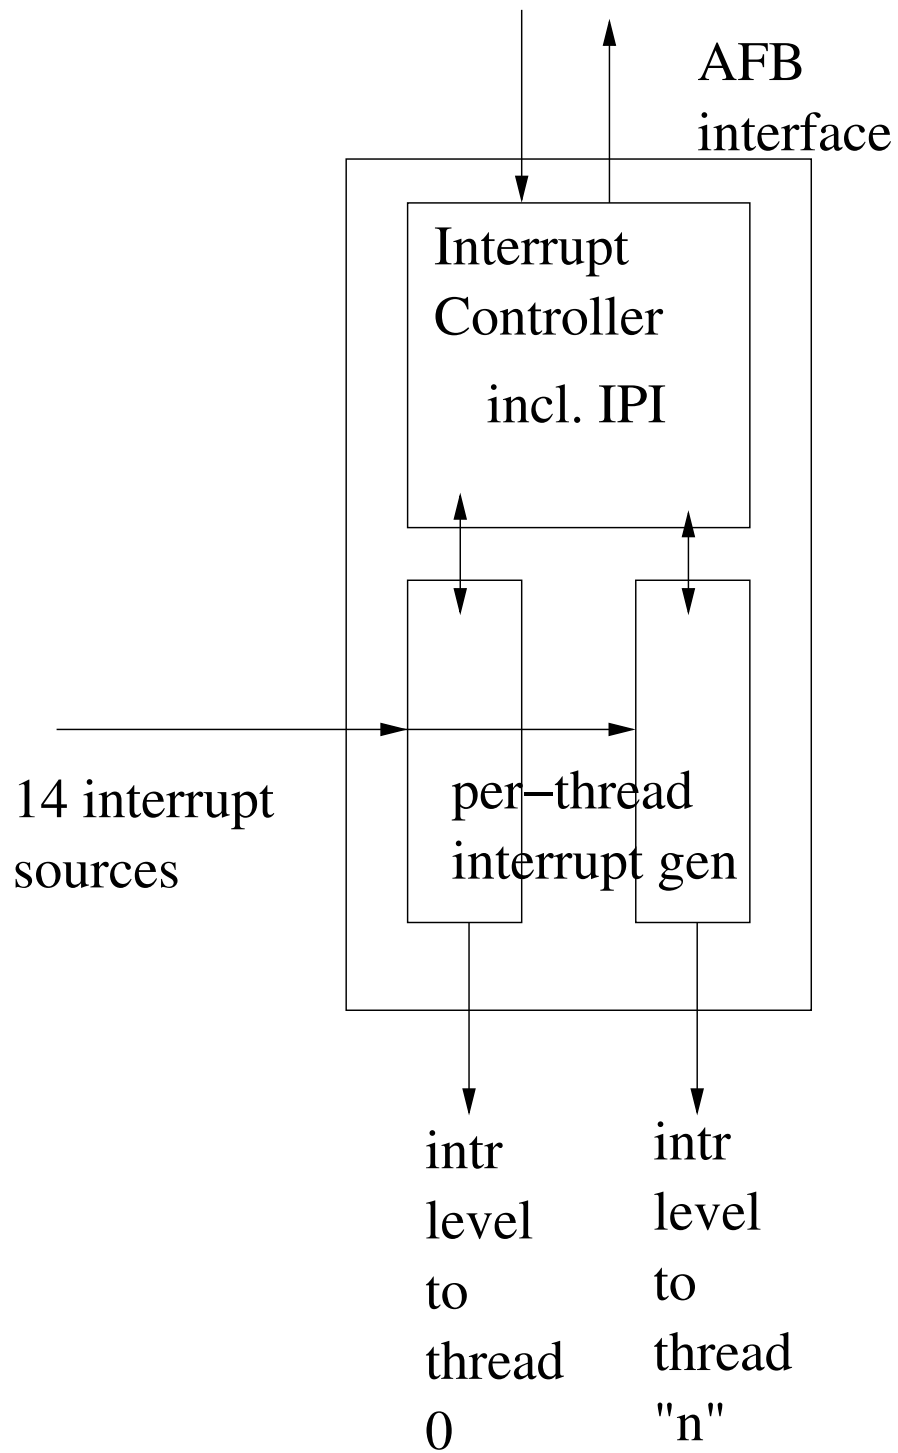 AFB
interface
Interrupt
Controller
incl. IPI
14 interrupt
sources
per−thread
interrupt gen
intr
level
to
thread
0
intr
level
to
thread
"n"